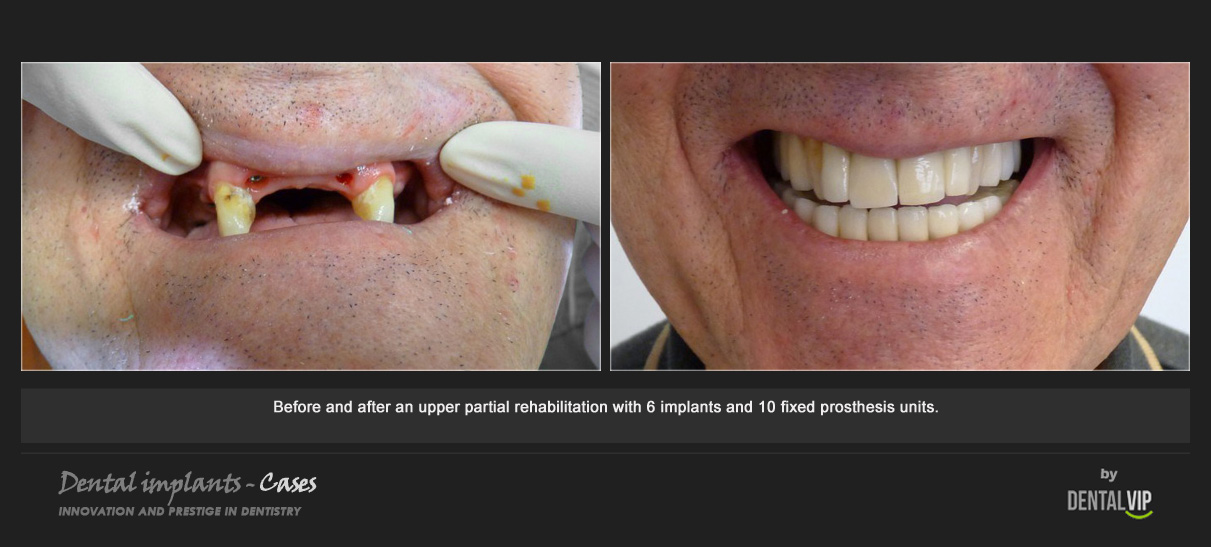 Before and after an upper partial rehabilitation with 6 implants and 10 fixed prosthesis units.
Dental implants - Cases
INNOVATION AND PRESTIGE IN DENTISTRY
by
DENTALVIP